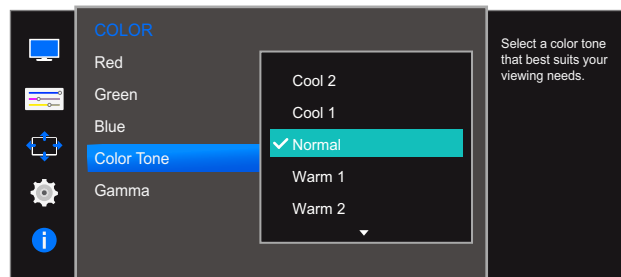 COLOR
Red
Green
Blue
Color Tone
Gamma
Cool 2
Cool 1
Normal
Warm 1
Warm 2
Select a color tone
that best suits your
viewing needs.